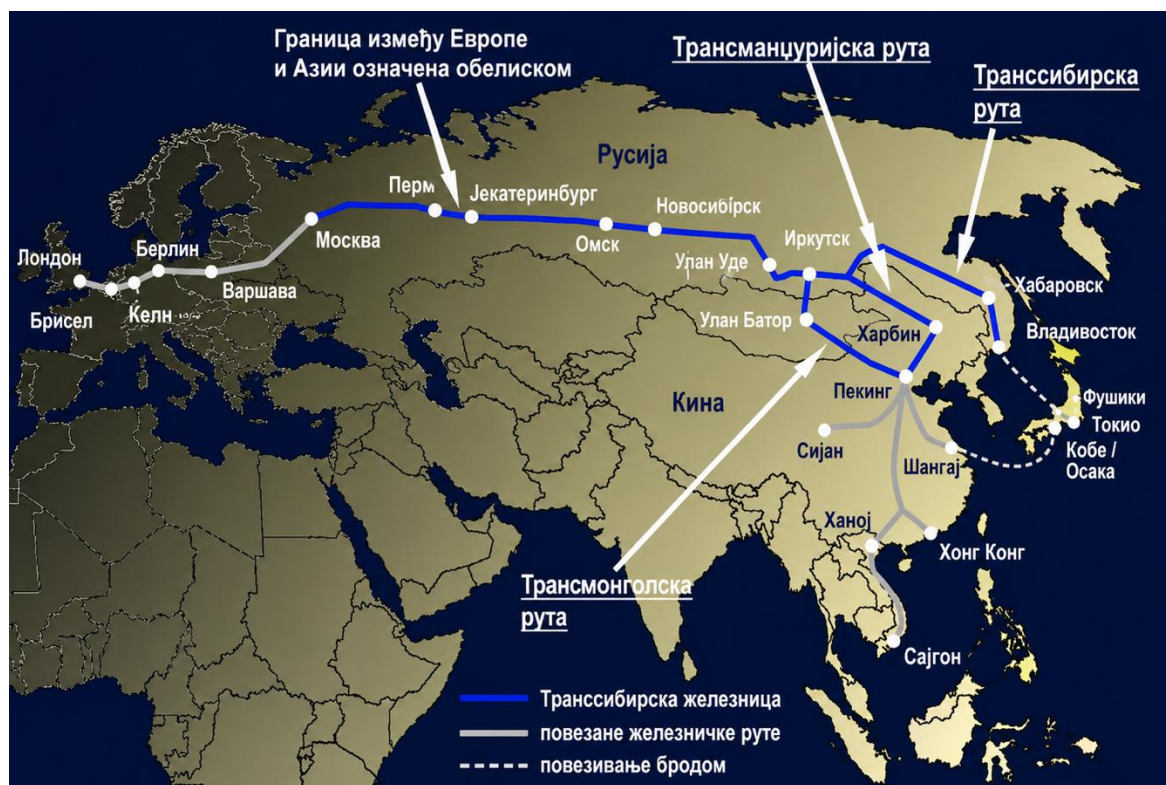 Граница између Европе
и Азии означена обелиском
Трансманџуријска рута
Транссибирска
рута
Русија
Перм
Јекатеринбург
Новосибірск
Омск
Москва
Иркутск
Улан Уде
Хабаровск
Лондон
Берлин
Варшава
Брисел
Келн
Улан Батор
Харбин
Владивосток
Пекинг
Кина
Фушики
Токио
Кобе /
Осака
Сијан
Шангај
Ханој
Хонг Конг
Трансмонголска
рута
Сајгон
Транссибирска железница
повезане железничке руте
повезивање бродом